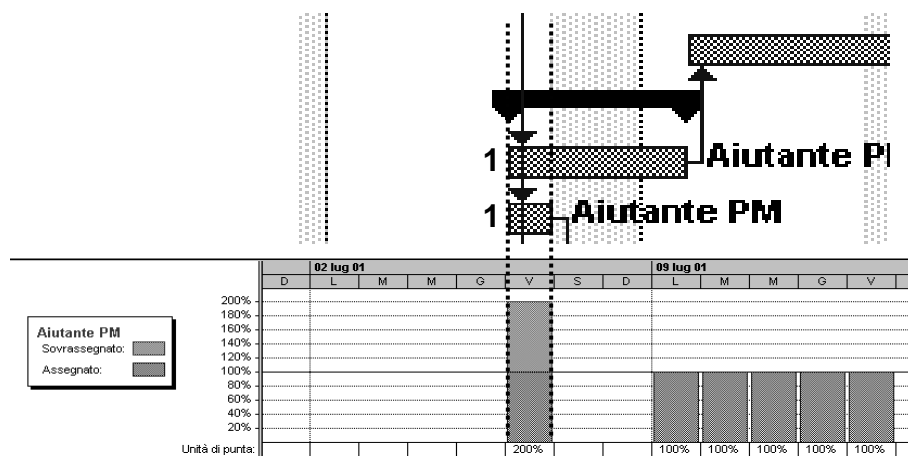 1 Aiutante P
1 Aiutante PM
02 lug 01 09 lug 01
D L M M G V S D L M M G V
Aiutante PM
Sovrassegnato:
Assegnato:
200%
180%
160%
140%
120%
100%
80%
60%
40%
20%
Unità di punta: 200% 100% 100% 100% 100% 100%